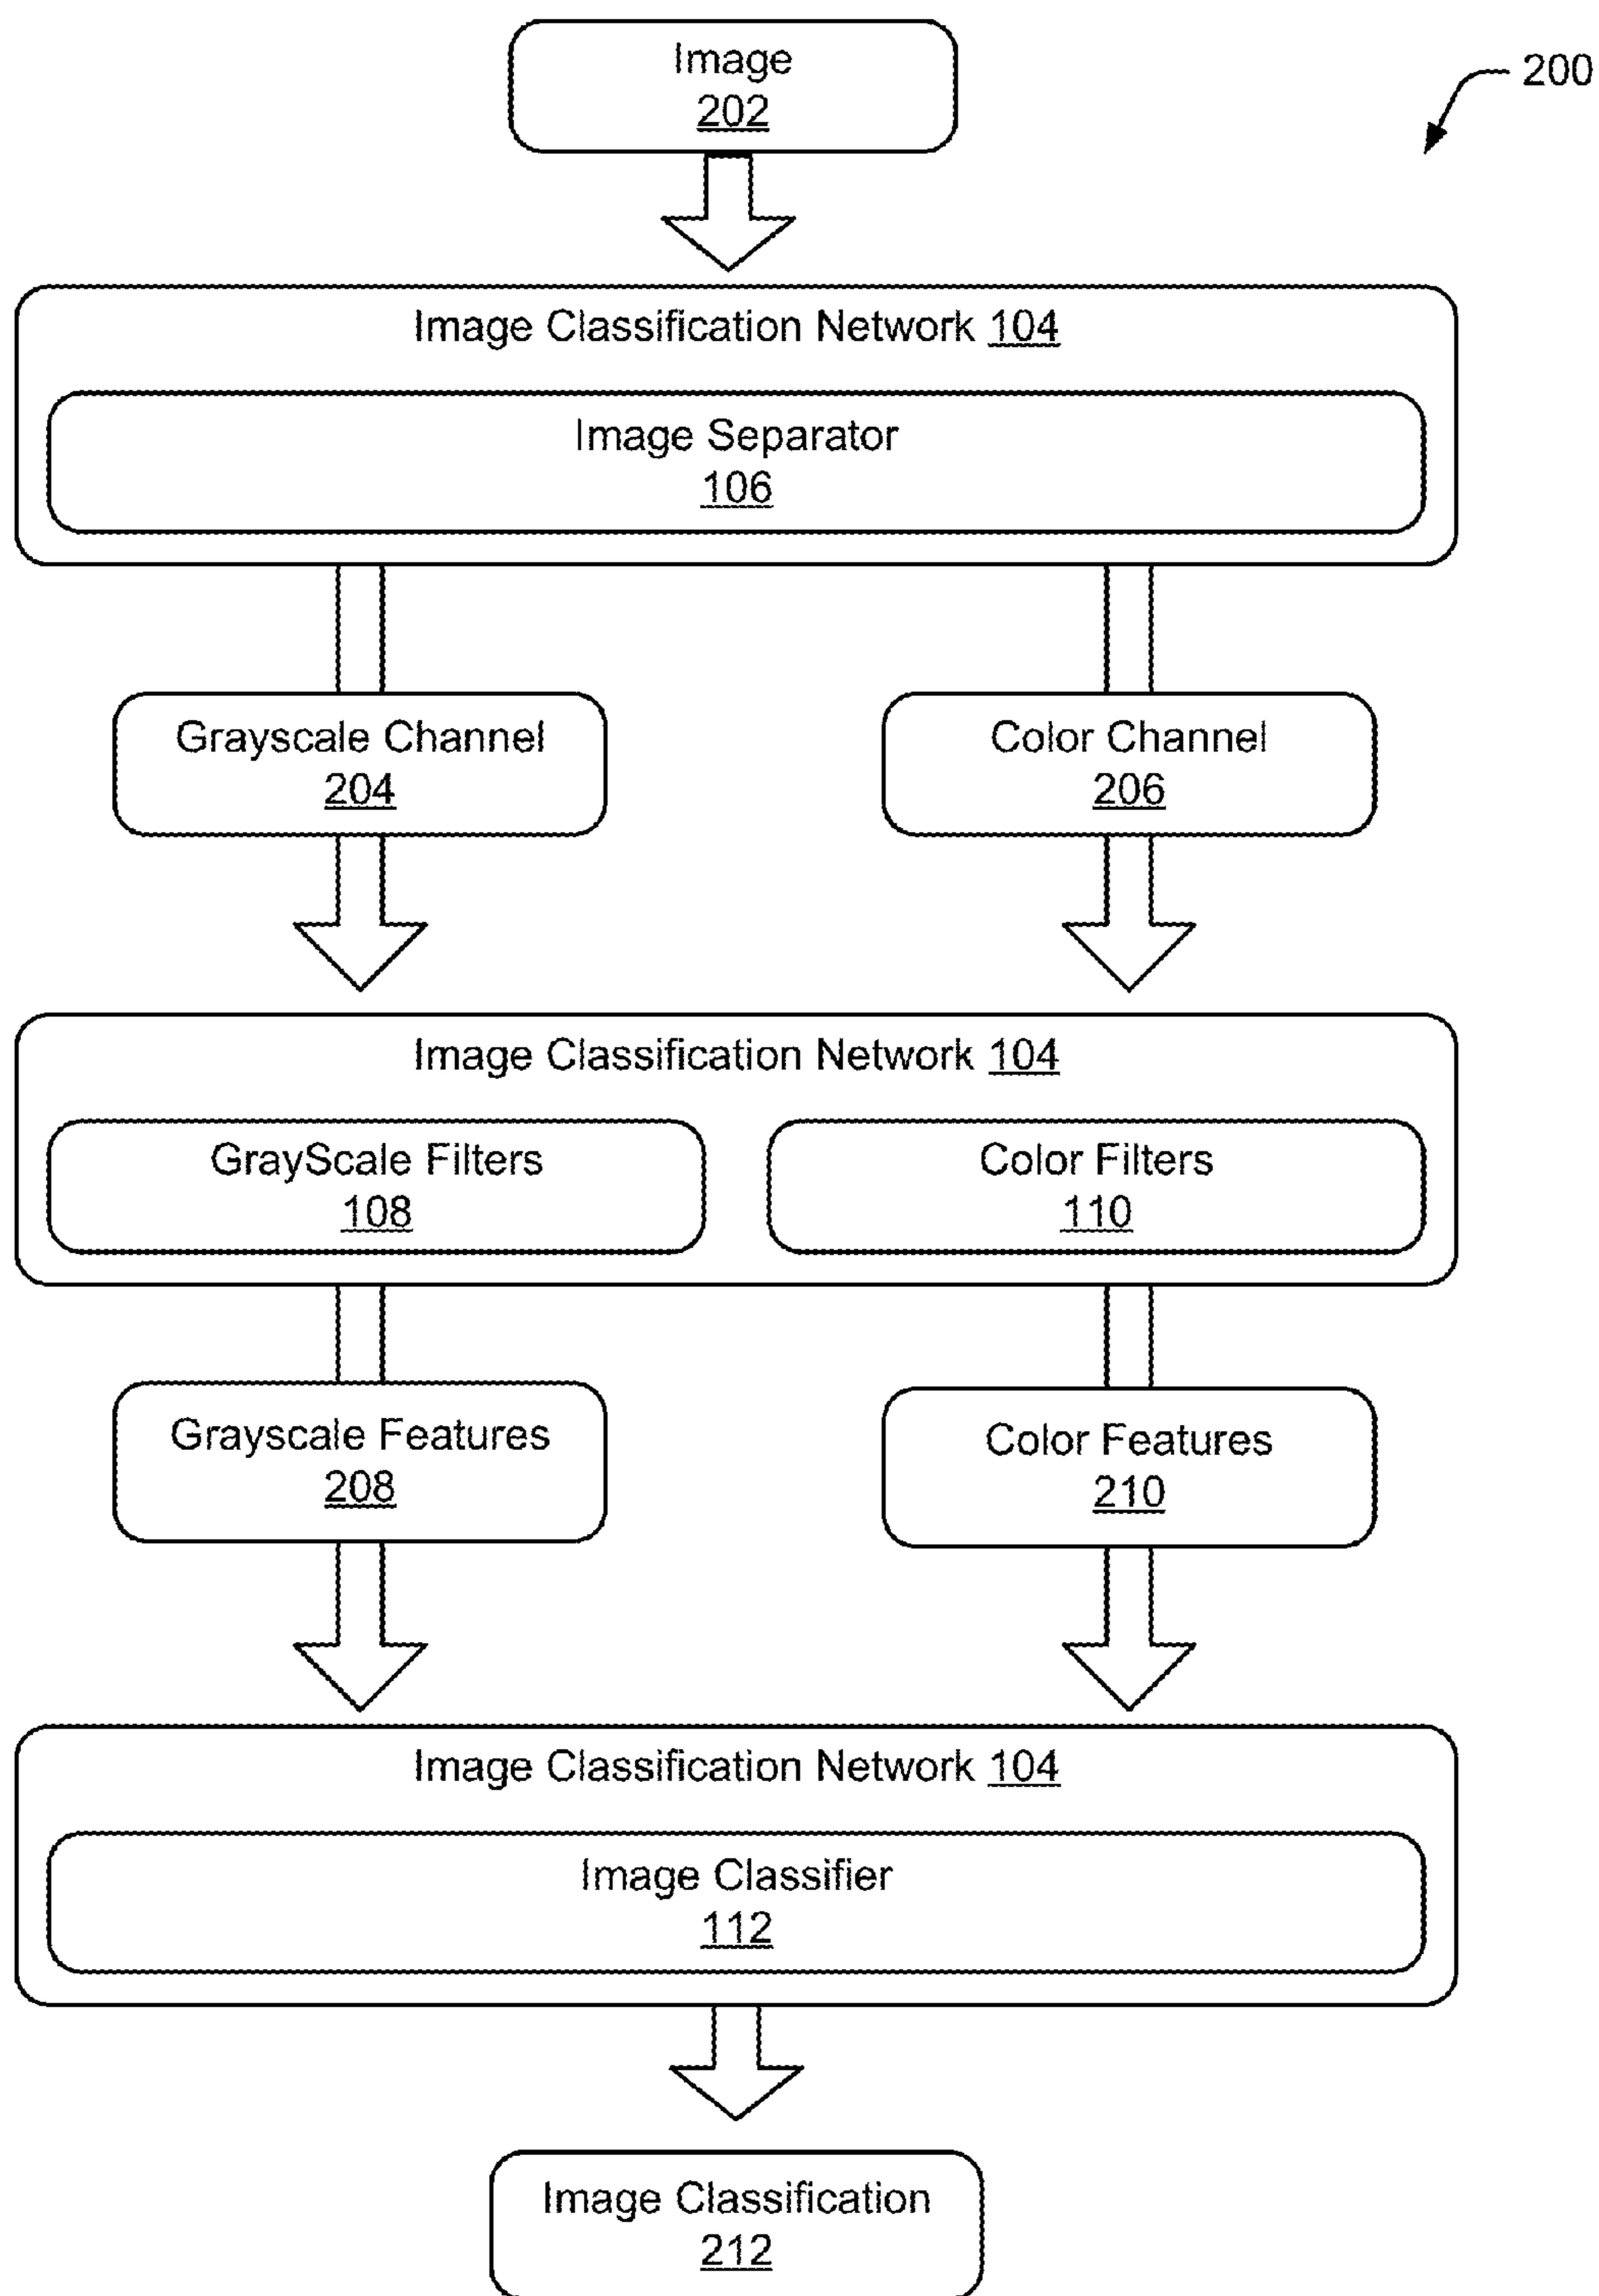 Image
202
200
Image Classification Network 104
Image Separator
106
Grayscale Channel
204
Color Channel
206
Image Classification Network 104
GrayScale Filters
108
Color Filters
110
Grayscale Features
208
Color Features
210
Image Classification Network 104
Image Classifier
112
Image Classification
212